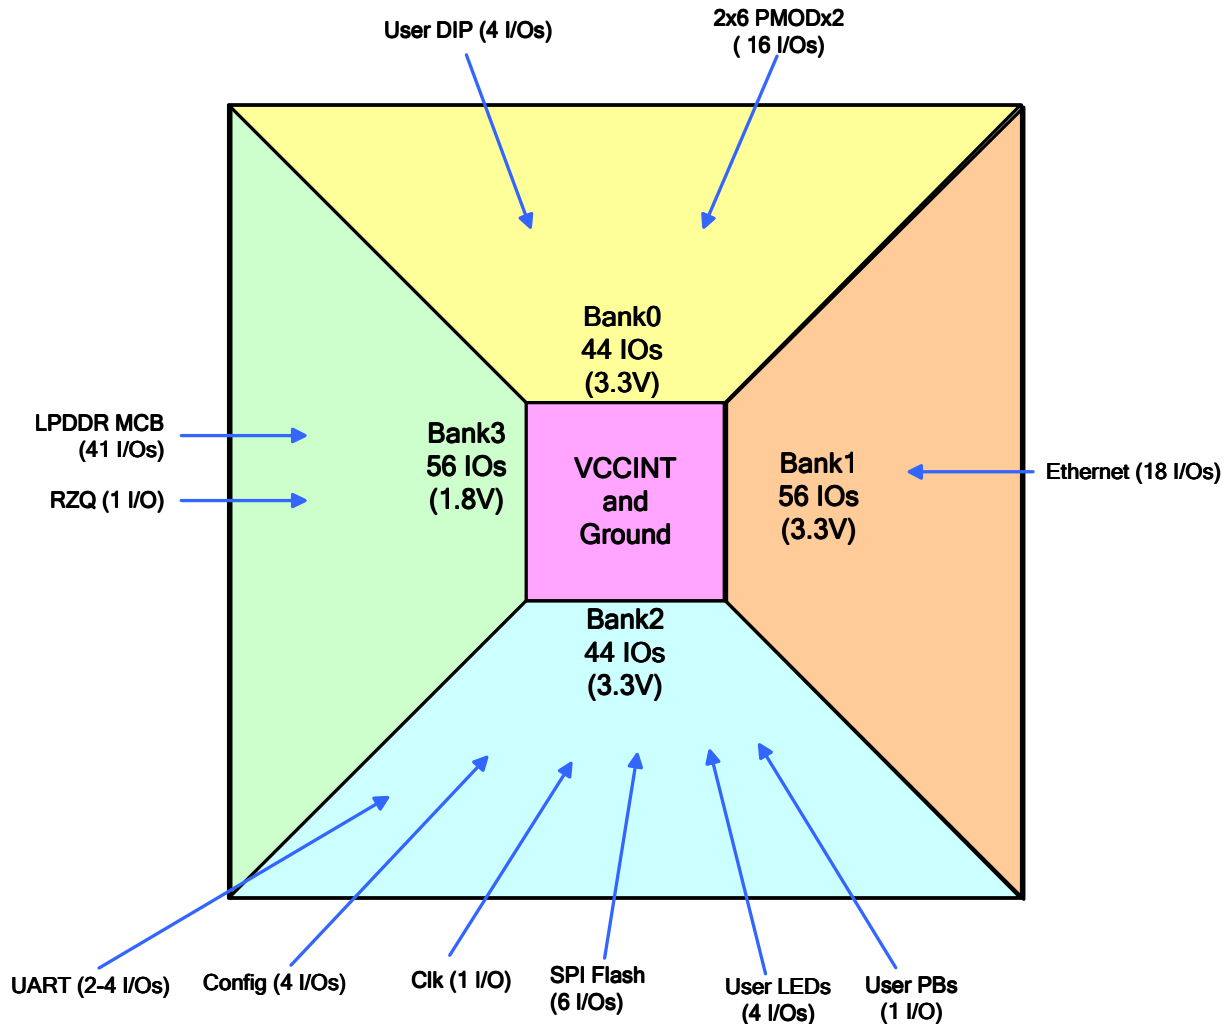 User DIP (4 I/Os)
2x6 PMODx2
( 16 I/Os)
Bank0
44 IOs
(3.3V)
LPDDR MCB
(41 I/Os)
RZQ (1 I/O)
Bank3
56 IOs
(1.8V)
VCCINT
and
Ground
Bank1
56 IOs
(3.3V)
Ethernet (18 I/Os)
Bank2
44 IOs
(3.3V)
UART (2-4 I/Os)
Config (4 I/Os)
Clk (1 I/O)
SPI Flash
(6 I/Os)
User LEDs
(4 I/Os)
User PBs
(1 I/O)